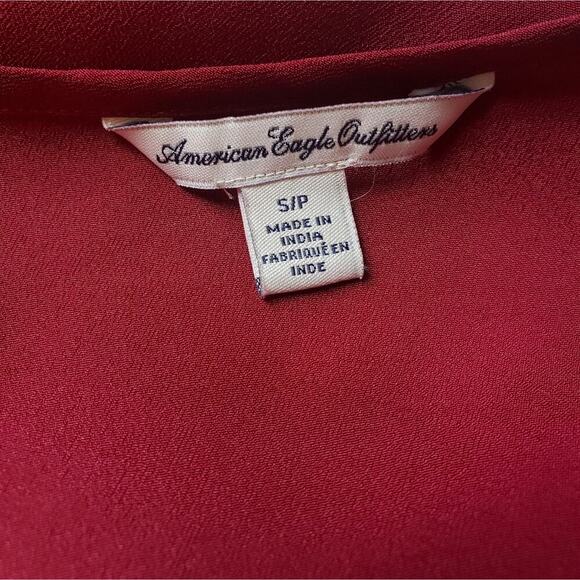 American Eagle Outfitters
S/P
MADE IN
INDIA
FABRIQUÉ EN
INDE